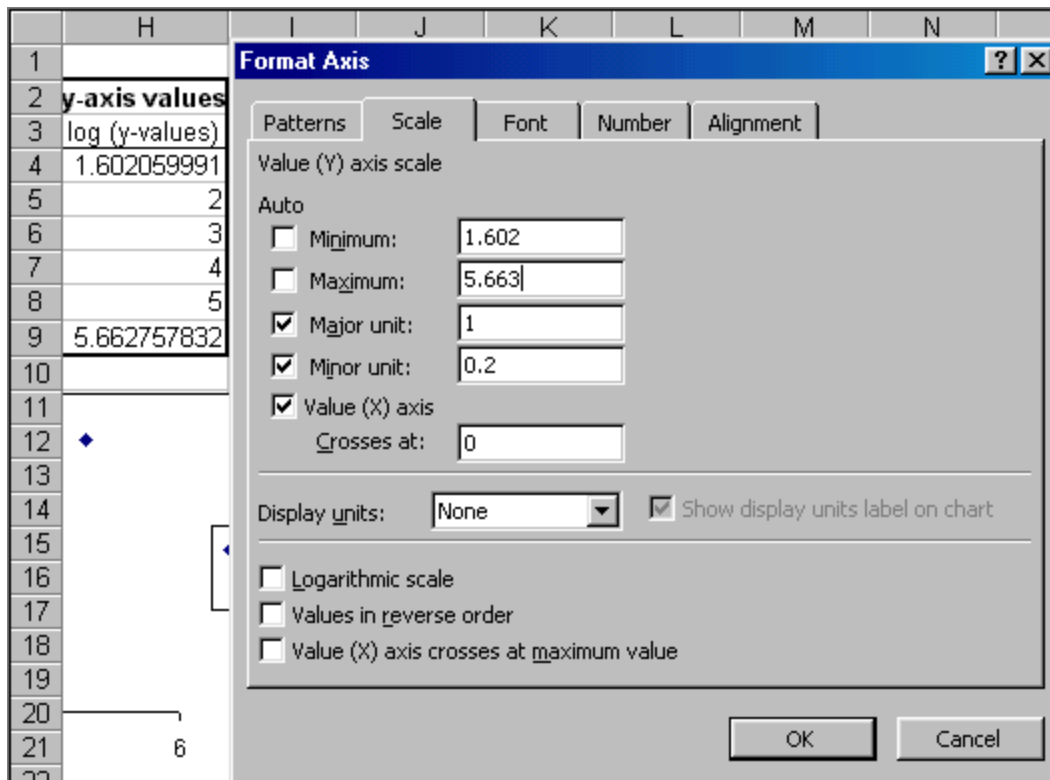 H I J K L M N
1
2 y-axis values
3 log (y-values)
4 1.602059991
5 2
6 3
7 4
8 5
9 5.662757832
10
11
12
13
14
15
16
17
18
19
20
21 6
22
Format Axis
Patterns Scale Font Number Alignment
Value (Y) axis scale
Auto
Minimum: 1.602
Maximum: 5.663
Major unit: 1
Minor unit: 0.2
Value (X) axis
Crosses at: 0
Display units: None Show display units label on chart
Logarithmic scale
Values in reverse order
Value (X) axis crosses at maximum value
OK Cancel